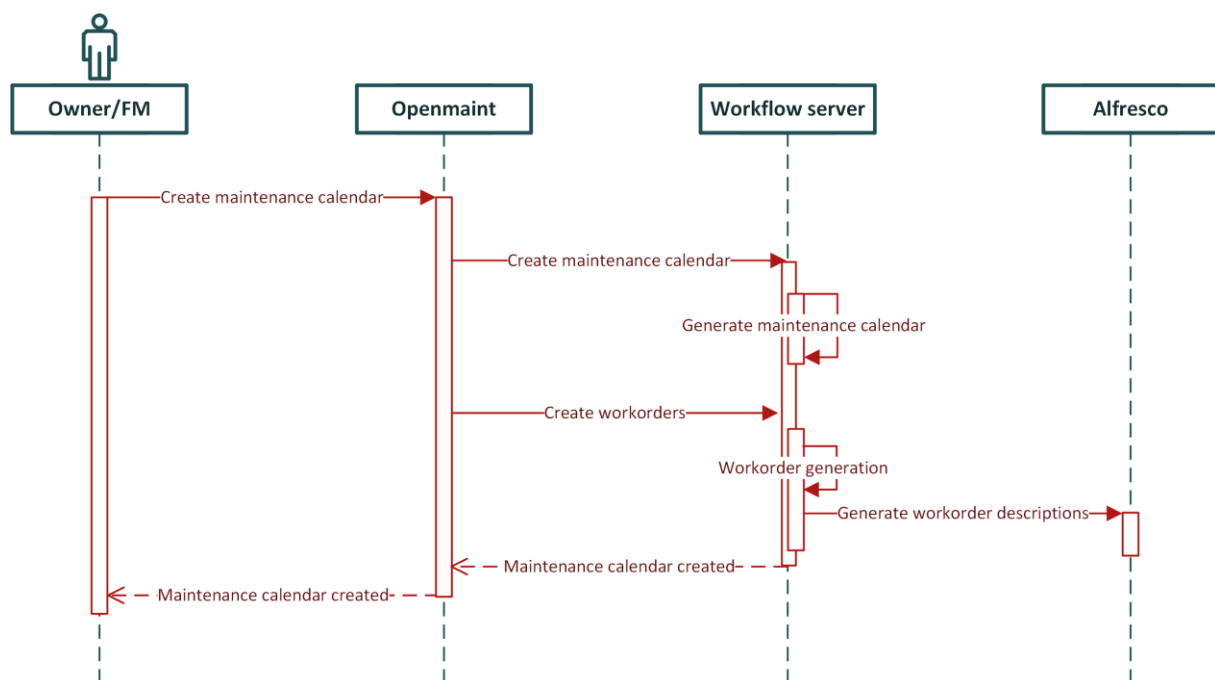 Owner/FM
Openmaint
Workflow server
Alfresco
Create maintenance calendar
Create maintenance calendar
Generate maintenance calendar
Create workorders
Workorder generation
Generate workorder descriptions
Maintenance calendar created
Maintenance calendar created